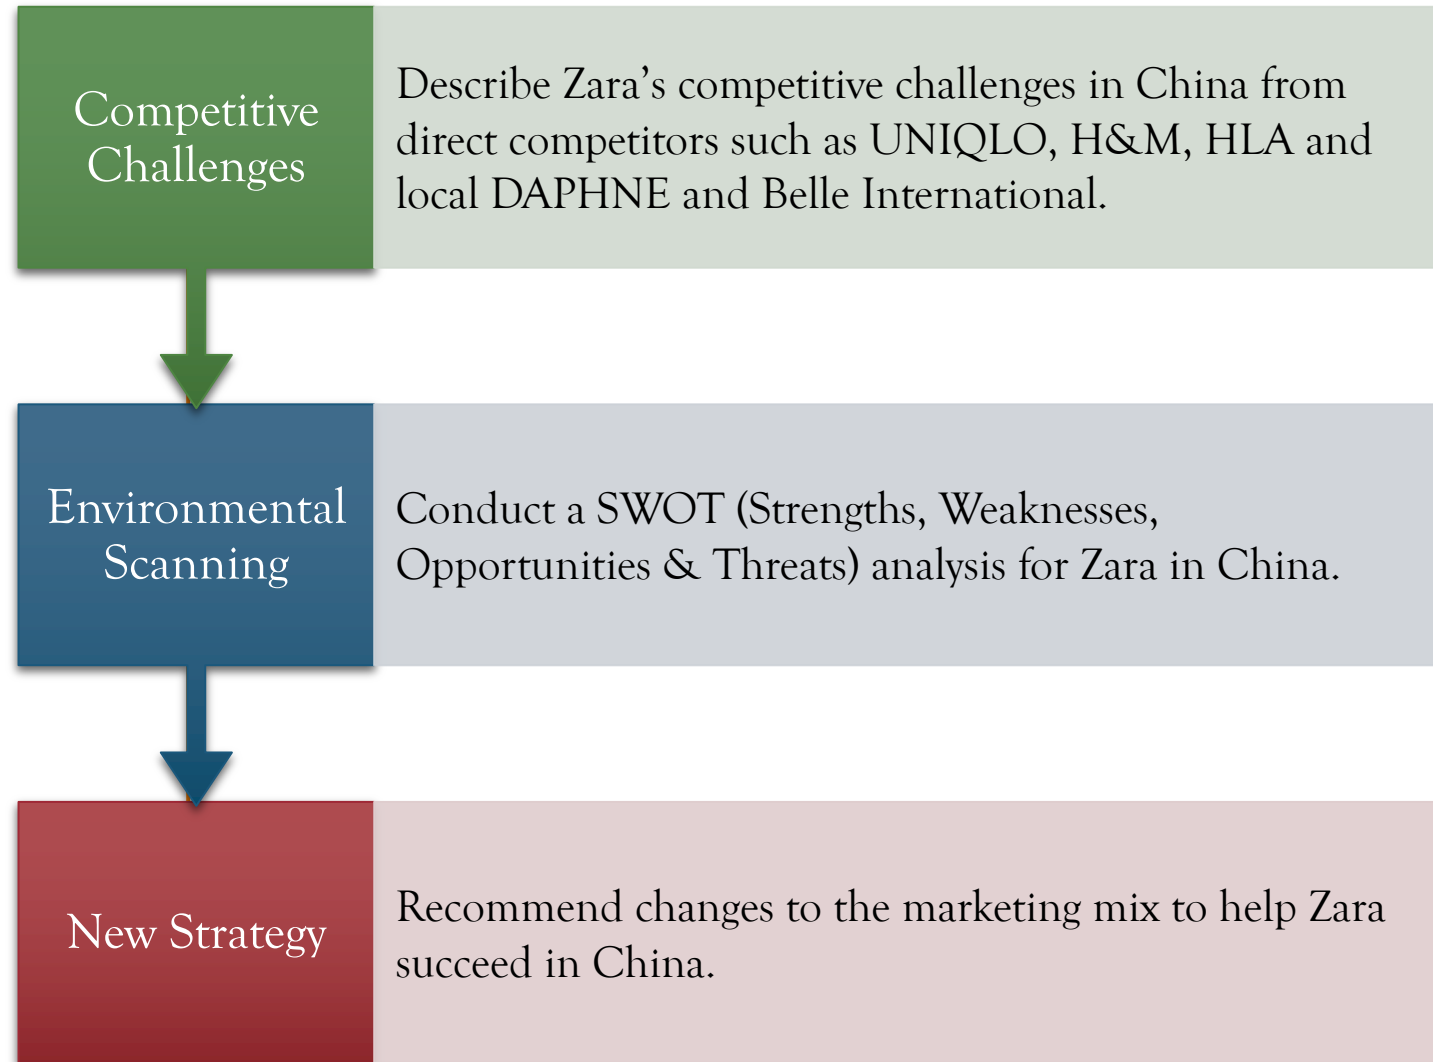 Competitive
Challenges
Describe Zara’s competitive challenges in China from
direct competitors such as UNIQLO, H&M, HLA and
local DAPHNE and Belle International.
Environmental
Scanning
Conduct a SWOT (Strengths, Weaknesses,
Opportunities & Threats) analysis for Zara in China.
New Strategy
Recommend changes to the marketing mix to help Zara
succeed in China.